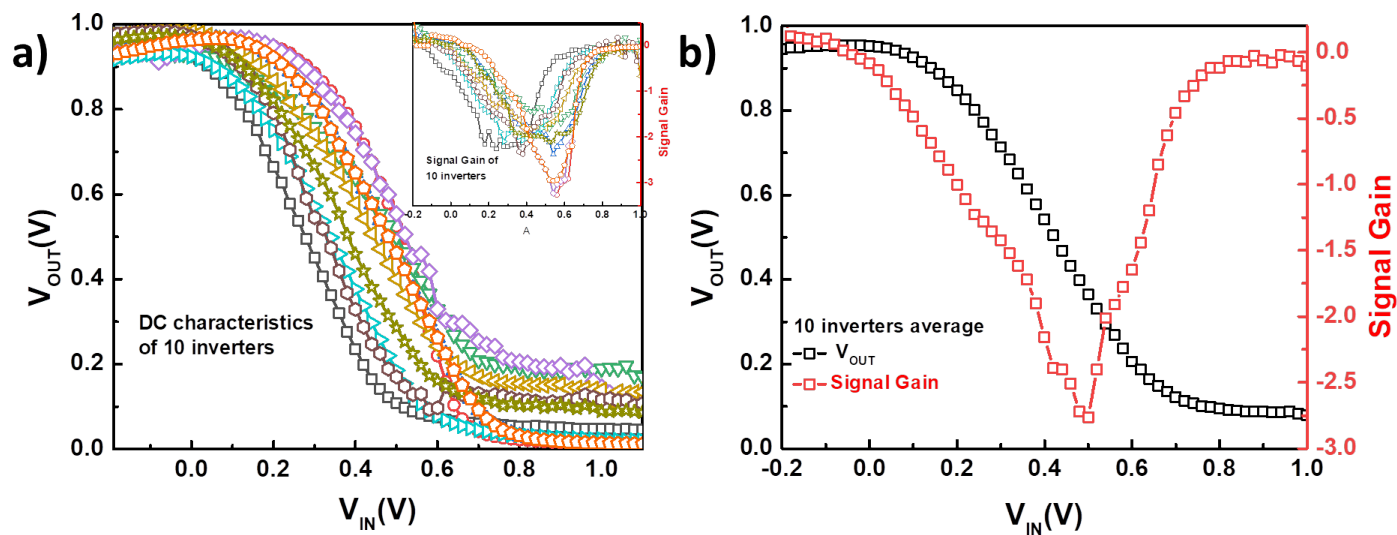 a)
1.0
0.8
0.6
0.4
0.2
0.0
V_OUT(V)
0.0 0.2 0.4 0.6 0.8 1.0
V_IN(V)
DC characteristics
of 10 inverters
0
-1
-2
-3
Signal Gain
Signal Gain of
10 inverters
-0.2 0.0 0.2 0.4 0.6 0.8 1.0
A
b)
1.0
0.8
0.6
0.4
0.2
0.0
V_OUT(V)
10 inverters average
V_OUT
Signal Gain
-0.2 0.0 0.2 0.4 0.6 0.8 1.0
V_IN(V)
0.0
-0.5
-1.0
-1.5
-2.0
-2.5
-3.0
Signal Gain